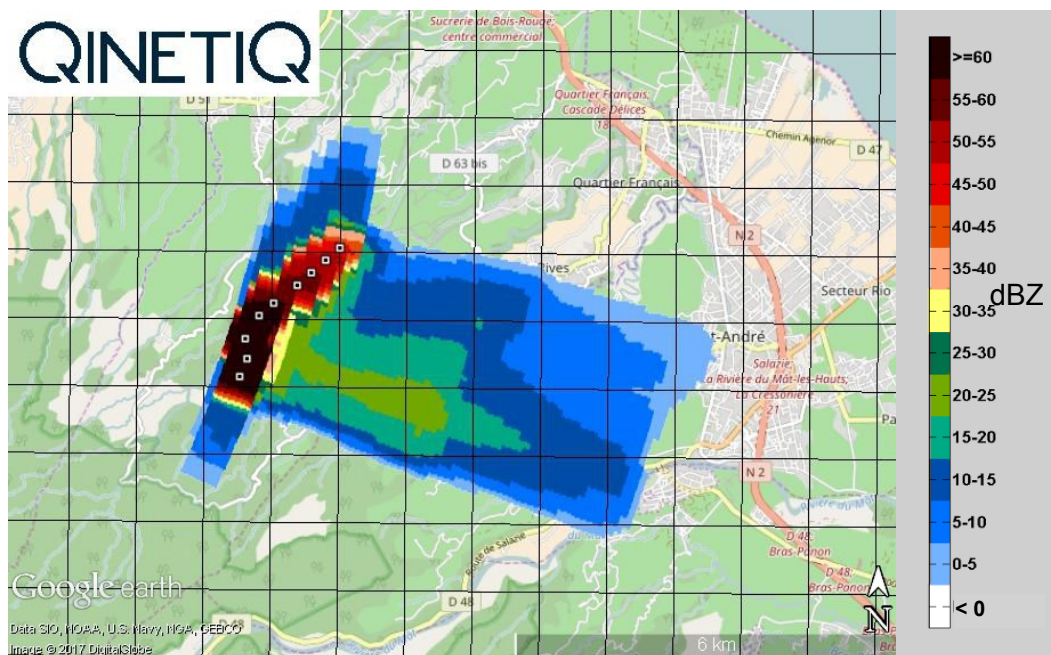 QINETIQ
Sucrerie de Bois-Rouge;
centre commercial
D 51
Quartier Français;
Cascade Délices
18
Chemin Agenor
D 47
D 63 bis
Quartier Français
N 2
Rives
Secteur Rio
t-André
Salazie;
a Rivière du Mât-les-Hauts;
La Cressonnière
21
Pa
N 2
Route de Salazie
D 48;
Bras-Panon
D 48;
Bras-Panon
D 48
D 48
Google earth
Data SIO, NOAA, U.S. Navy, NGA, GEBCO
Image © 2017 DigitalGlobe
6 km
N
>=60
55-60
50-55
45-50
40-45
35-40
dBZ
30-35
25-30
20-25
15-20
10-15
5-10
0-5
< 0